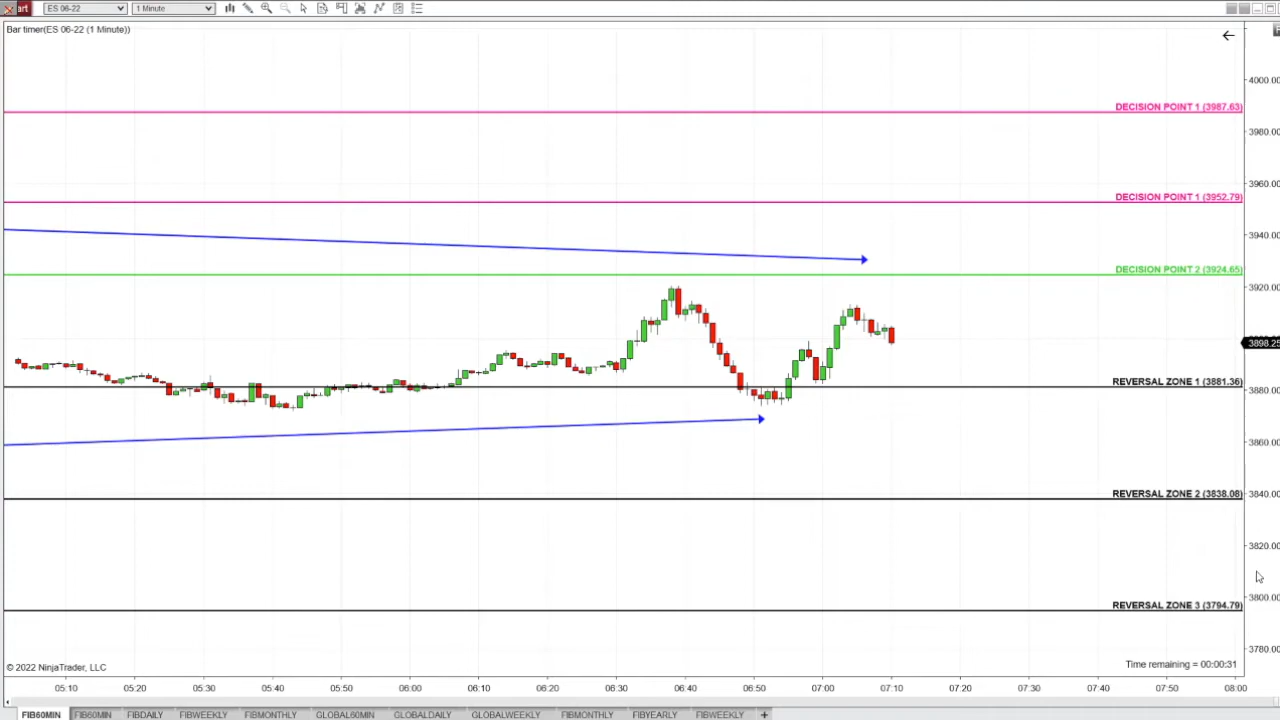 art ES 06-22 1 Minute
Bar timer(ES 06-22 (1 Minute))
4000.00
DECISION POINT 1 (3987.63)
3980.00
DECISION POINT 1 (3952.79)
3960.00
3940.00
DECISION POINT 2 (3924.65)
3920.00
3898.25
REVERSAL ZONE 1 (3881.36)
3880.00
3860.00
REVERSAL ZONE 2 (3838.08)
3840.00
3820.00
REVERSAL ZONE 3 (3794.79)
3800.00
3780.00
© 2022 NinjaTrader, LLC
Time remaining = 00:00:31
05:10 05:20 05:30 05:40 05:50 06:00 06:10 06:20 06:30 06:40 06:50 07:00 07:10 07:20 07:30 07:40 07:50 08:00
FIB60MIN FIB60MIN FIBDAILY FIBWEEKLY FIBMONTHLY GLOBAL60MIN GLOBALDAILY GLOBALWEEKLY FIBMONTHLY FIBYEARLY FIBWEEKLY +